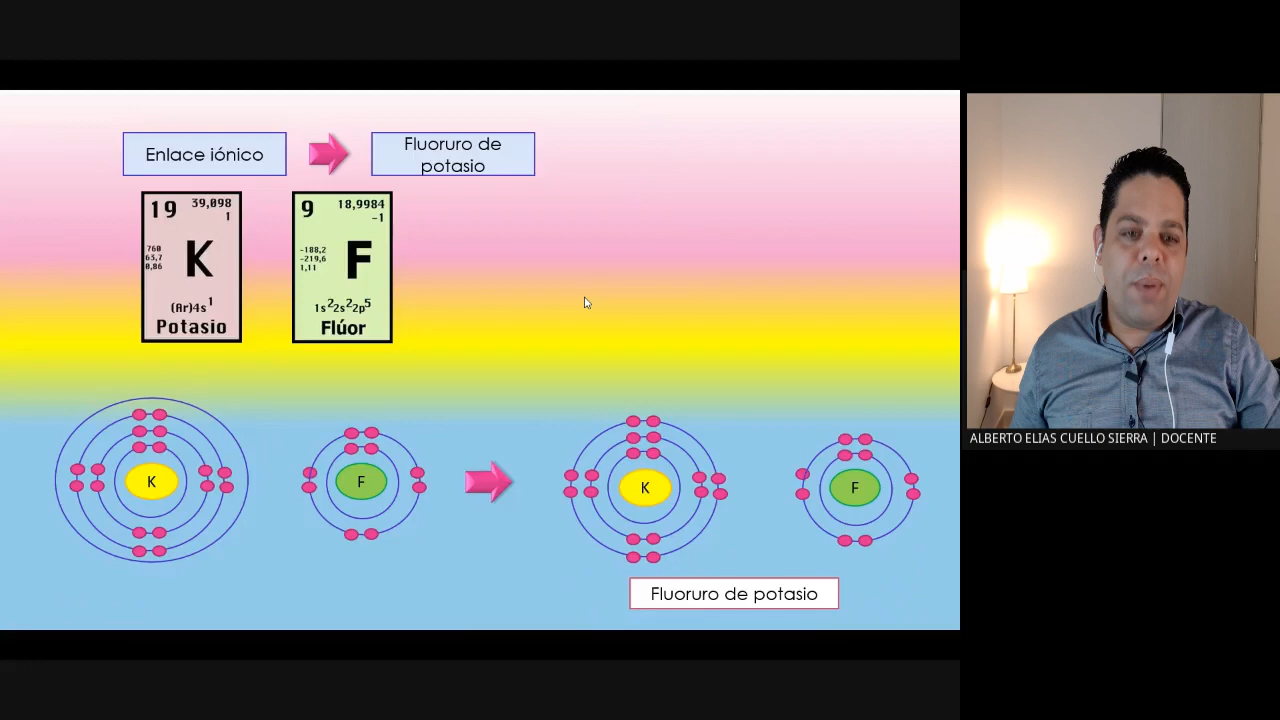 Enlace iónico
Fluoruro de
potasio
19
39,098
1
760
63,7
0,86
K
(Ar)4s¹
Potasio
9
18,9984
-1
-188,2
-219,6
1,11
F
1s²2s²2p⁵
Flúor
K
F
K
F
Fluoruro de potasio
ALBERTO ELIAS CUELLO SIERRA | DOCENTE